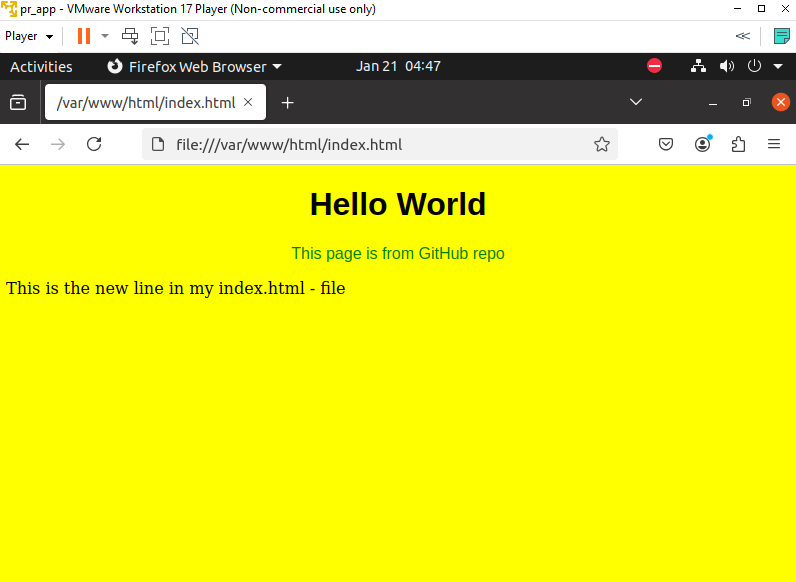 pr_app - VMware Workstation 17 Player (Non-commercial use only)
Player
Activities Firefox Web Browser Jan 21 04:47
/var/www/html/index.html
file:///var/www/html/index.html
Hello World
This page is from GitHub repo
This is the new line in my index.html - file